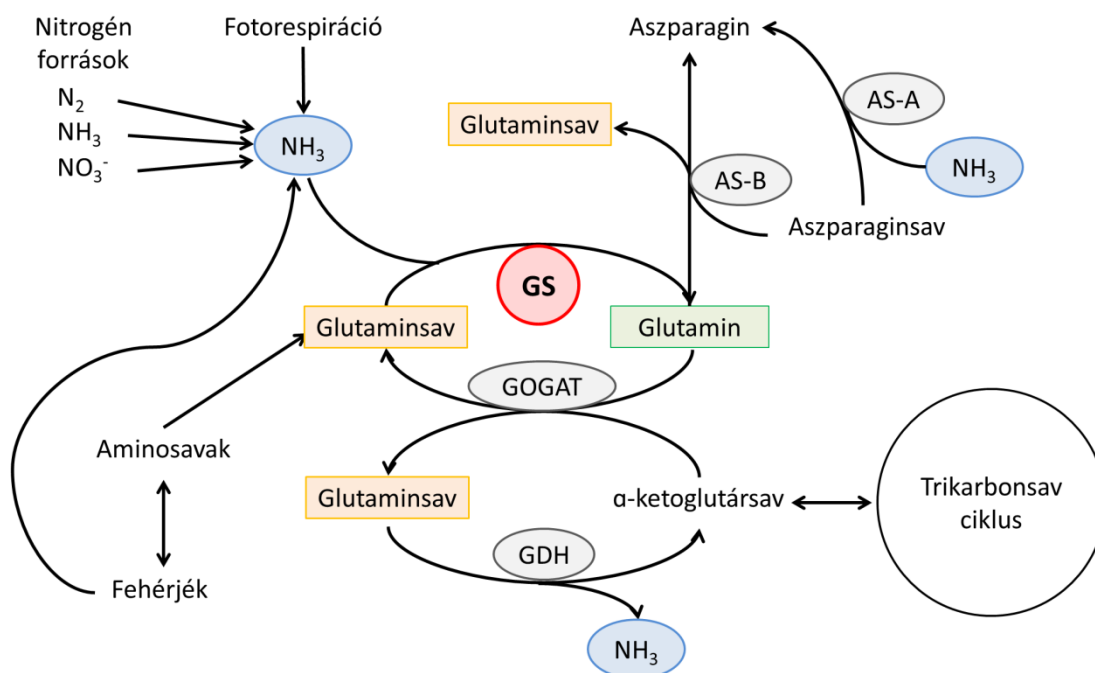 Nitrogén
források
N₂
NH₃
NO₃⁻
Fotorespiráció
NH₃
Aszparagin
Glutaminsav
AS-A
AS-B
NH₃
Aszparaginsav
GS
Glutaminsav
Glutamin
GOGAT
Aminosavak
Glutaminsav
α-ketoglutársav
Trikarbonsav
ciklus
GDH
Fehérjék
NH₃